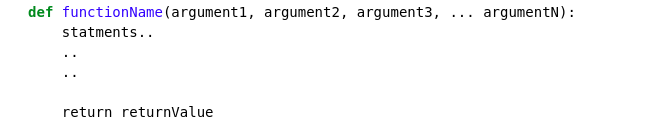 def functionName(argument1, argument2, argument3, ... argumentN):
    statments..
    ..
    ..
    return returnValue